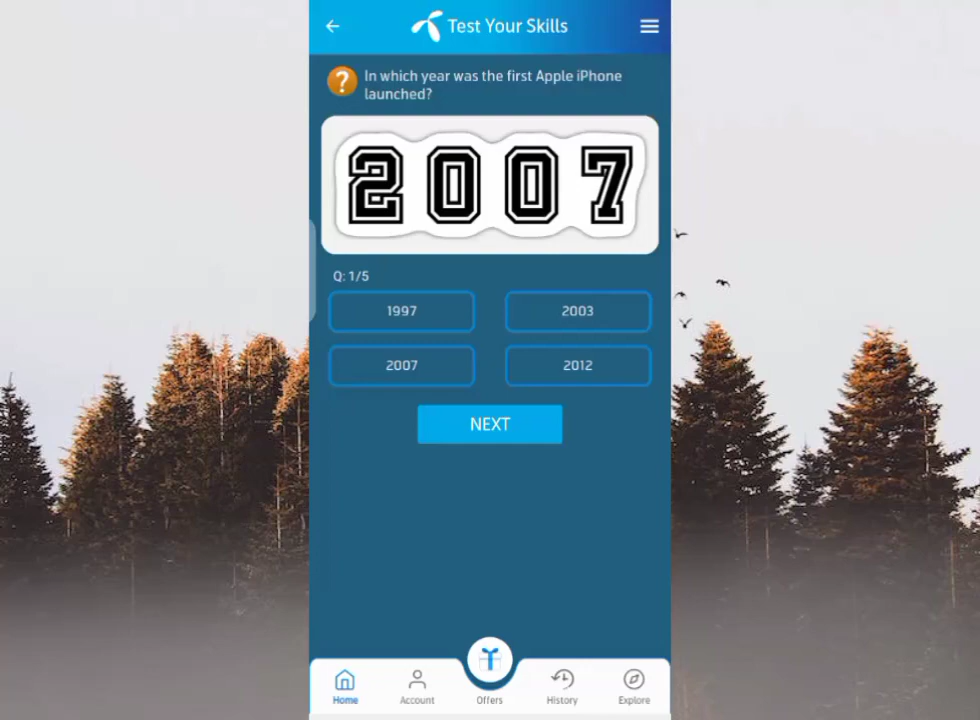 Test Your Skills
In which year was the first Apple iPhone
launched?
2007
Q: 1/5
1997
2003
2007
2012
NEXT
Home
Account
Offers
History
Explore